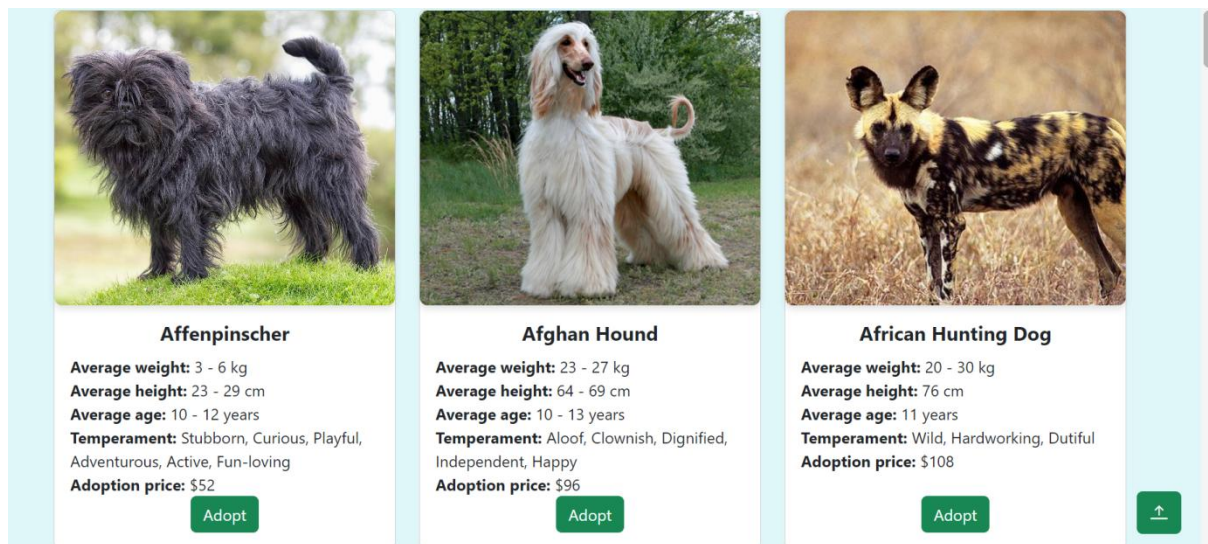 Affenpinscher
Average weight: 3 - 6 kg
Average height: 23 - 29 cm
Average age: 10 - 12 years
Temperament: Stubborn, Curious, Playful,
Adventurous, Active, Fun-loving
Adoption price: $52
Adopt
Afghan Hound
Average weight: 23 - 27 kg
Average height: 64 - 69 cm
Average age: 10 - 13 years
Temperament: Aloof, Clownish, Dignified,
Independent, Happy
Adoption price: $96
Adopt
African Hunting Dog
Average weight: 20 - 30 kg
Average height: 76 cm
Average age: 11 years
Temperament: Wild, Hardworking, Dutiful
Adoption price: $108
Adopt